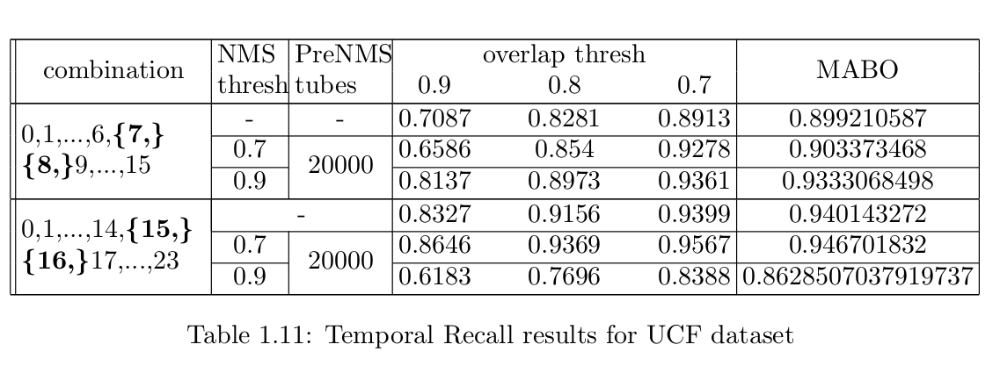 combination NMS thresh PreNMS tubes overlap thresh MABO
0.9 0.8 0.7
0,1,...,6,{7,} {8,}9,...,15 - - 0.7087 0.8281 0.8913 0.899210587
0.7 20000 0.6586 0.854 0.9278 0.903373468
0.9 0.8137 0.8973 0.9361 0.9333068498
0,1,...,14,{15,} {16,}17,...,23 - 0.8327 0.9156 0.9399 0.940143272
0.7 20000 0.8646 0.9369 0.9567 0.946701832
0.9 0.6183 0.7696 0.8388 0.8628507037919737
Table 1.11: Temporal Recall results for UCF dataset